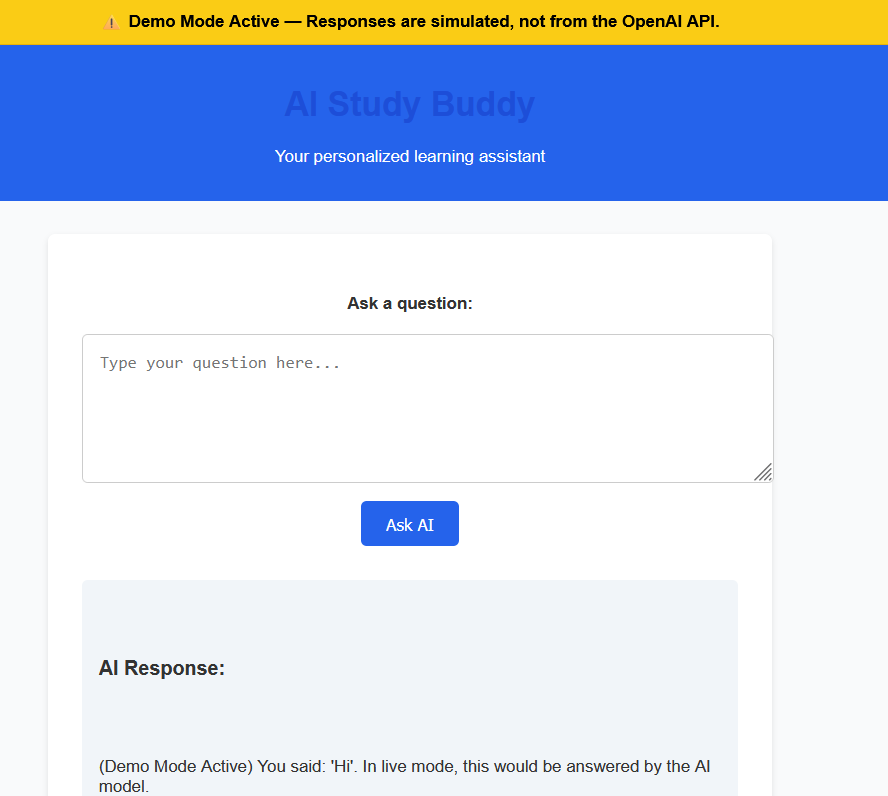 ⚠️ Demo Mode Active — Responses are simulated, not from the OpenAI API.
AI Study Buddy
Your personalized learning assistant
Ask a question:
Type your question here...
Ask AI
AI Response:
(Demo Mode Active) You said: 'Hi'. In live mode, this would be answered by the AI
model.